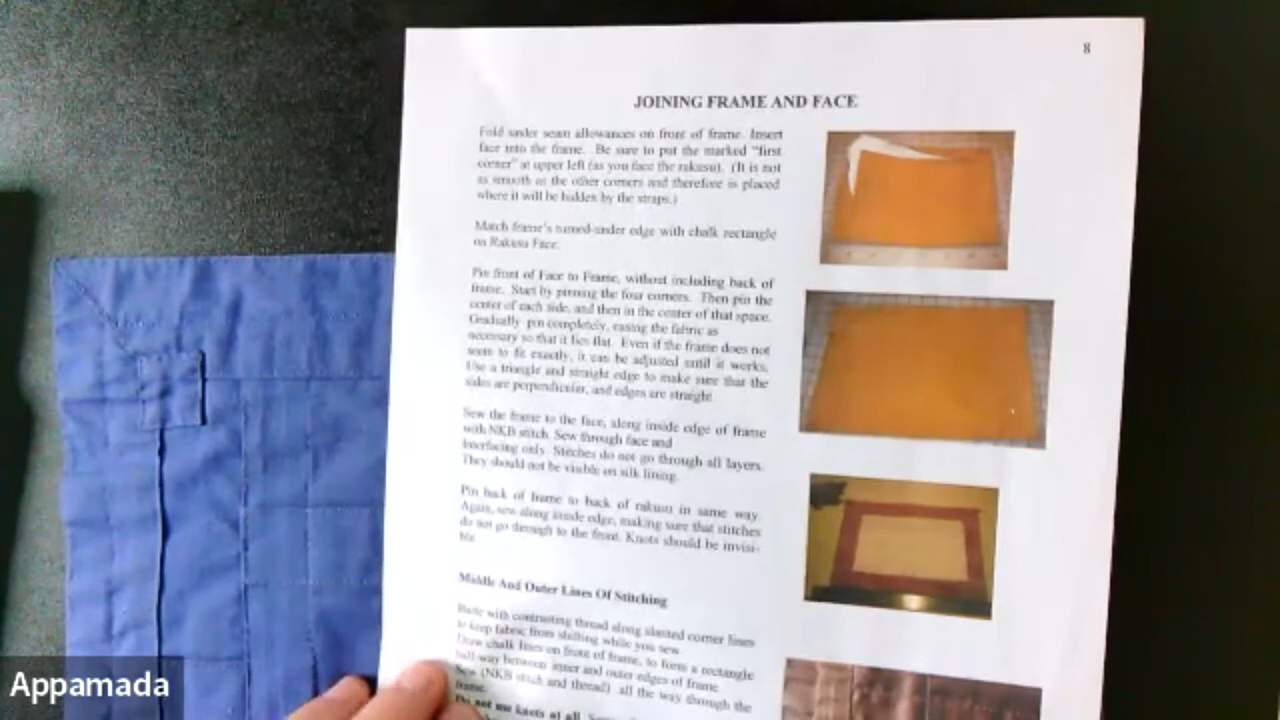 8
JOINING FRAME AND FACE
Fold under seam allowances on front of frame. Insert
face into the frame. Be sure to put the marked "first
corner" at upper left (as you face the rakusu). (It is not
as smooth as the other corners and therefore is placed
where it will be hidden by the straps.)
Match frame's turned-under edge with chalk rectangle
on Rakusu Face.
Pin front of Face to Frame, without including back of
frame. Start by pinning the four corners. Then pin the
center of each side, and then in the center of that space.
Gradually pin completely, easing the fabric as
necessary so that it lies flat. Even if the frame does not
seem to fit exactly, it can be adjusted until it works.
Use a triangle and straight edge to make sure that the
sides are perpendicular, and edges are straight.
Sew the frame to the face, along inside edge of frame
with NKB stitch. Sew through face and
interfacing only. Stitches do not go through all layers.
They should not be visible on silk lining.
Pin back of frame to back of rakusu in same way.
Again, sew along inside edge, making sure that stitches
do not go through to the front. Knots should be invisi-
ble
Middle And Outer Lines Of Stitching
Baste with contrasting thread along slanted corner lines
to keep fabric from shifting while you sew.
Draw chalk lines on front of frame, to form a rectangle
half-way between inner and outer edges of frame
Sew (NKB stitch and thread) all the way through the
frame.
Do not use knots at all.
Appamada